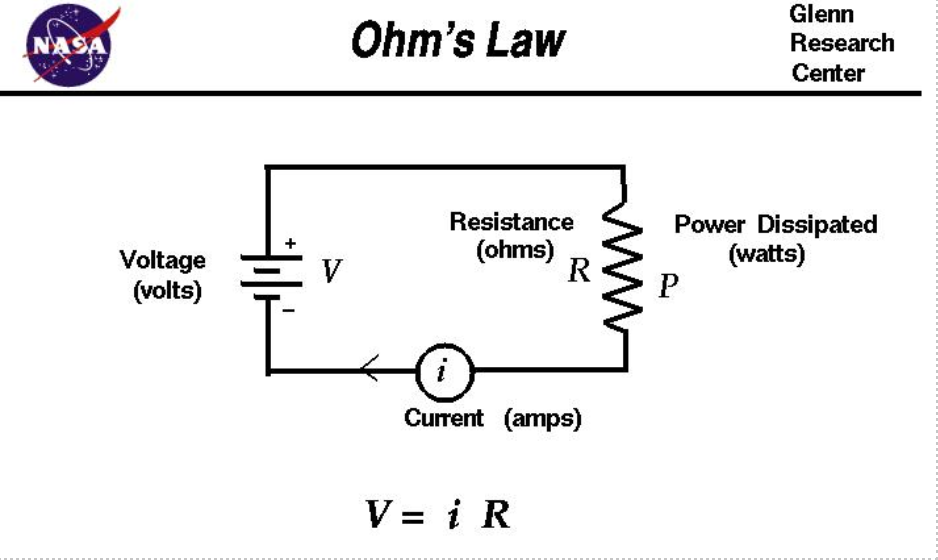 NASA
Ohm's Law
Glenn
Research
Center
Resistance
(ohms)
Power Dissipated
(watts)
Voltage
(volts)
+
V
−
R
P
i
Current (amps)
V = i R